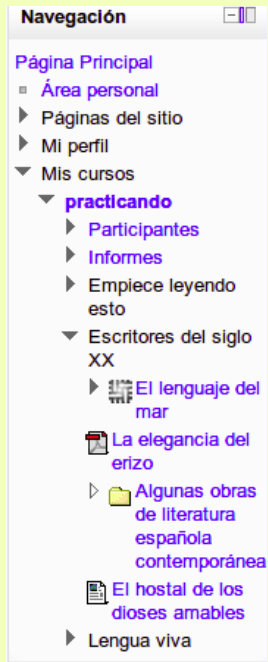 Navegación
Página Principal
Área personal
Páginas del sitio
Mi perfil
Mis cursos
practicando
Participantes
Informes
Empiece leyendo
esto
Escritores del siglo
XX
El lenguaje del
mar
La elegancia del
erizo
Algunas obras
de literatura
española
contemporánea
El hostal de los
dioses amables
Lengua viva